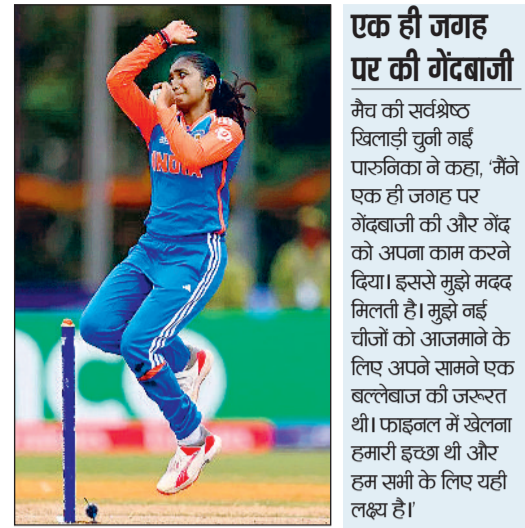 INDIA
एक ही जगह
पर की गेंदबाजी
मैच की सर्वश्रेष्ठ
खिलाड़ी चुनी गईं
पारुनिका ने कहा, ‘मैंने
एक ही जगह पर
गेंदबाजी की और गेंद
को अपना काम करने
दिया। इससे मुझे मदद
मिलती है। मुझे नई
चीजों को आजमाने के
लिए अपने सामने एक
बल्लेबाज की जरूरत
थी। फाइनल में खेलना
हमारी इच्छा थी और
हम सभी के लिए यही
लक्ष्य है।’